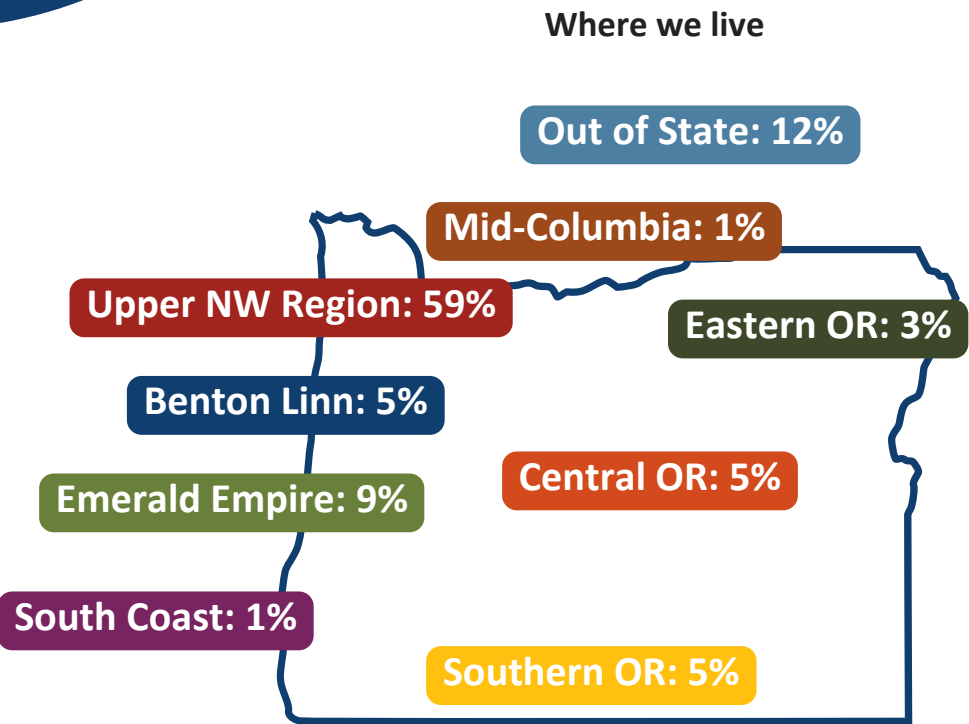 Where we live
Out of State: 12%
Mid-Columbia: 1%
Upper NW Region: 59%
Eastern OR: 3%
Benton Linn: 5%
Central OR: 5%
Emerald Empire: 9%
South Coast: 1%
Southern OR: 5%